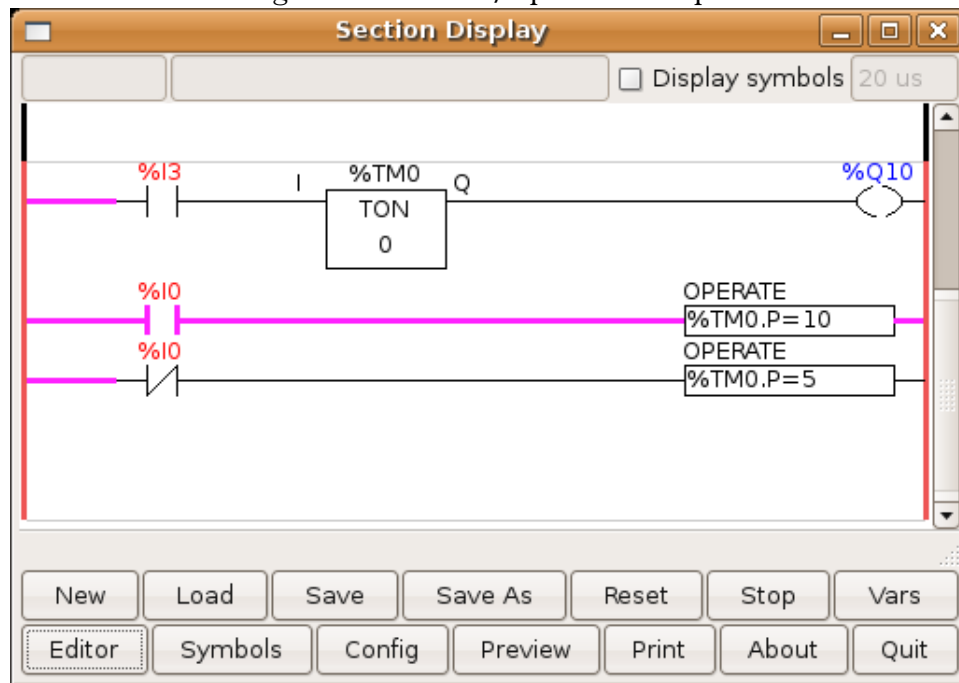 Section Display
Display symbols 20 us
%I3 %TM0 %Q10
I Q
TON
0
%I0 OPERATE
%TM0.P=10
%I0 OPERATE
%TM0.P=5
New Load Save Save As Reset Stop Vars
Editor Symbols Config Preview Print About Quit